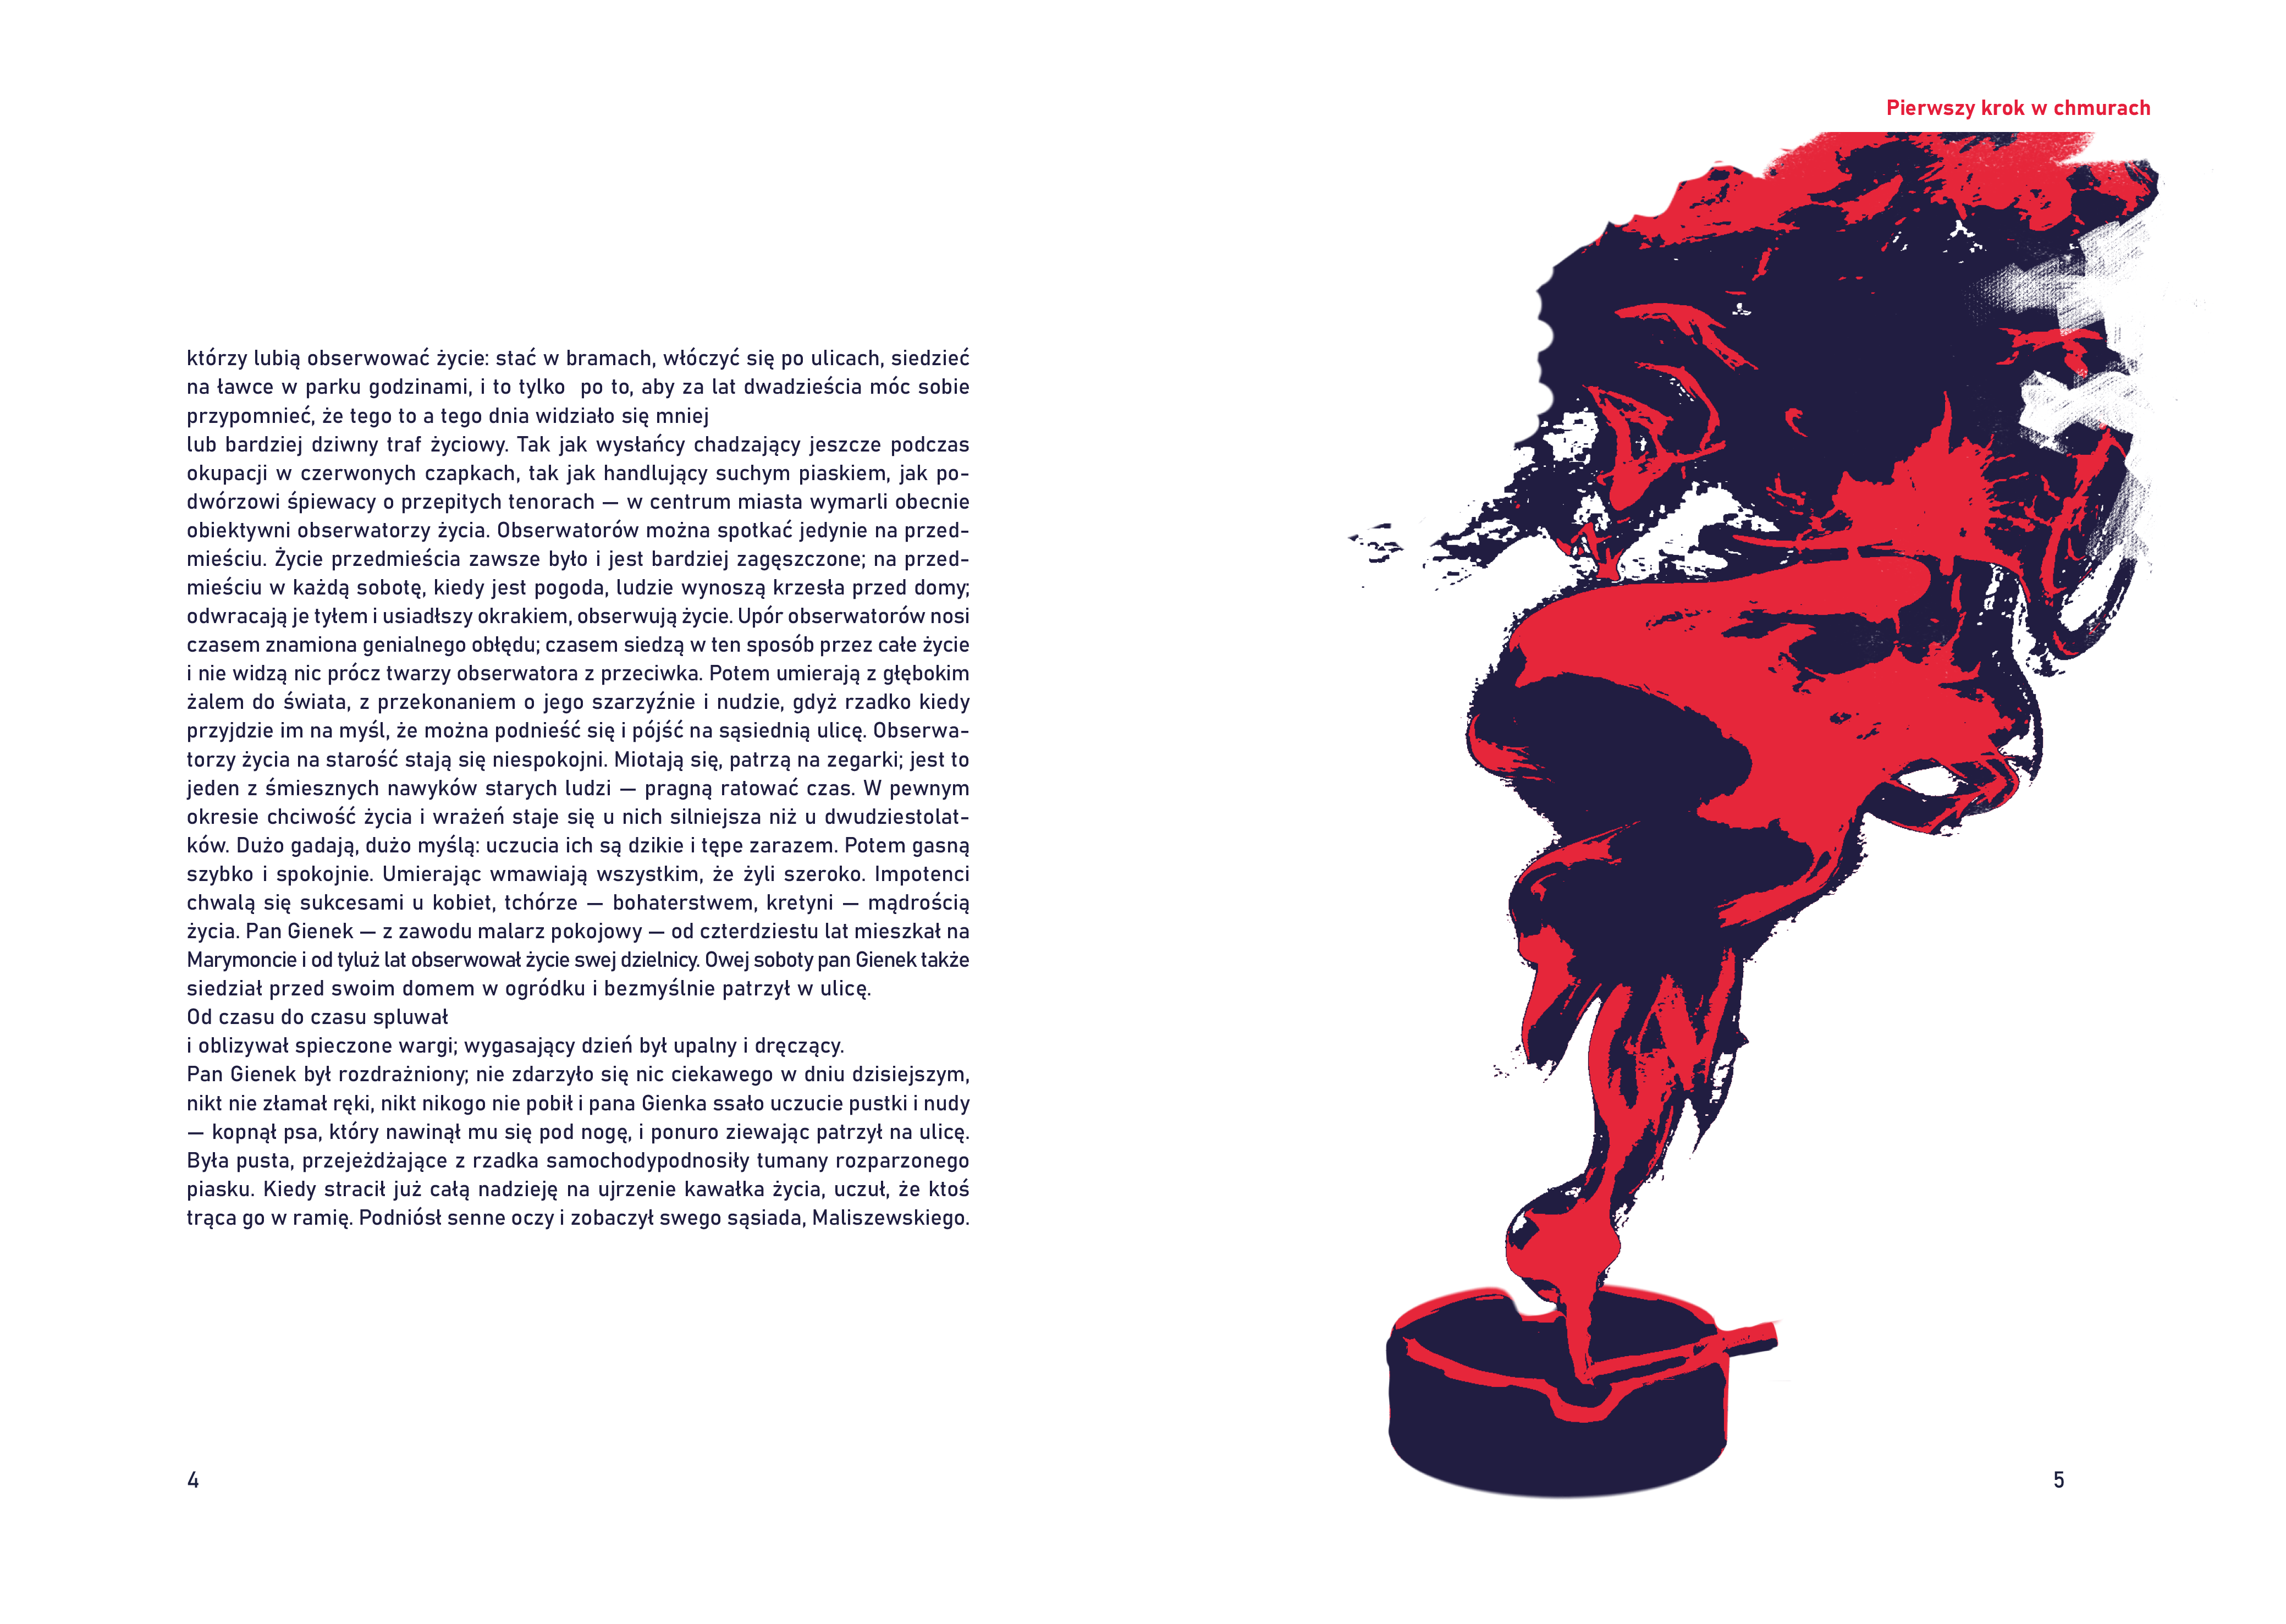 którzy lubią obserwować życie: stać w bramach, włóczyć się po ulicach, siedzieć
na ławce w parku godzinami, i to tylko  po to, aby za lat dwadzieścia móc sobie
przypomnieć, że tego to a tego dnia widziało się mniej
lub bardziej dziwny traf życiowy. Tak jak wysłańcy chadzający jeszcze podczas
okupacji w czerwonych czapkach, tak jak handlujący suchym piaskiem, jak po-
dwórzowi śpiewacy o przepitych tenorach — w centrum miasta wymarli obecnie
obiektywni obserwatorzy życia. Obserwatorów można spotkać jedynie na przed-
mieściu. Życie przedmieścia zawsze było i jest bardziej zagęszczone; na przed-
mieściu w każdą sobotę, kiedy jest pogoda, ludzie wynoszą krzesła przed domy;
odwracają je tyłem i usiadłszy okrakiem, obserwują życie. Upór obserwatorów nosi
czasem znamiona genialnego obłędu; czasem siedzą w ten sposób przez całe życie
i nie widzą nic prócz twarzy obserwatora z przeciwka. Potem umierają z głębokim
żalem do świata, z przekonaniem o jego szarzyźnie i nudzie, gdyż rzadko kiedy
przyjdzie im na myśl, że można podnieść się i pójść na sąsiednią ulicę. Obserwa-
torzy życia na starość stają się niespokojni. Miotają się, patrzą na zegarki; jest to
jeden z śmiesznych nawyków starych ludzi — pragną ratować czas. W pewnym
okresie chciwość życia i wrażeń staje się u nich silniejsza niż u dwudziestolat-
ków. Dużo gadają, dużo myślą: uczucia ich są dzikie i tępe zarazem. Potem gasną
szybko i spokojnie. Umierając wmawiają wszystkim, że żyli szeroko. Impotenci
chwalą się sukcesami u kobiet, tchórze — bohaterstwem, kretyni — mądrością
życia. Pan Gienek — z zawodu malarz pokojowy — od czterdziestu lat mieszkał na
Marymoncie i od tyluż lat obserwował życie swej dzielnicy. Owej soboty pan Gienek także
siedział przed swoim domem w ogródku i bezmyślnie patrzył w ulicę.
Od czasu do czasu spluwał
i oblizywał spieczone wargi; wygasający dzień był upalny i dręczący.
Pan Gienek był rozdrażniony; nie zdarzyło się nic ciekawego w dniu dzisiejszym,
nikt nie złamał ręki, nikt nikogo nie pobił i pana Gienka ssało uczucie pustki i nudy
— kopnął psa, który nawinął mu się pod nogę, i ponuro ziewając patrzył na ulicę.
Była pusta, przejeżdżające z rzadka samochodypodnosiły tumany rozparzonego
piasku. Kiedy stracił już całą nadzieję na ujrzenie kawałka życia, uczuł, że ktoś
trąca go w ramię. Podniósł senne oczy i zobaczył swego sąsiada, Maliszewskiego.
4
Pierwszy krok w chmurach
5